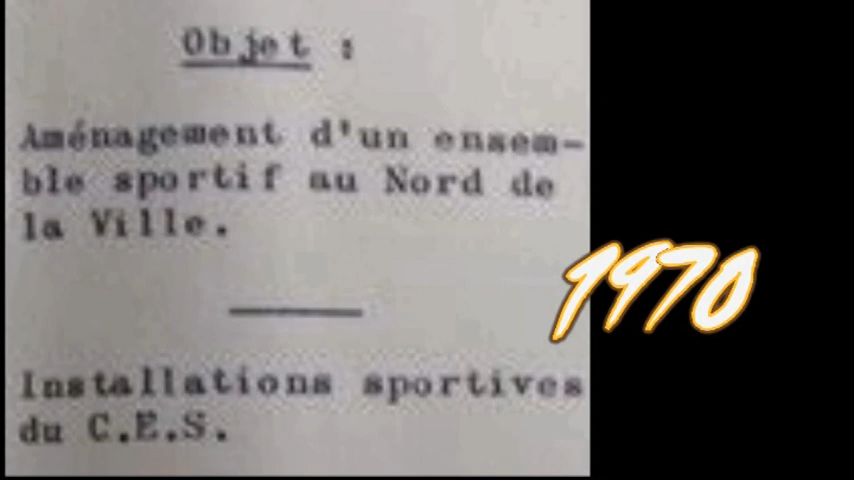 Objet :
Aménagement d'un ensem-
ble sportif au Nord de
la Ville.
1970
Installations sportives
du C.E.S.